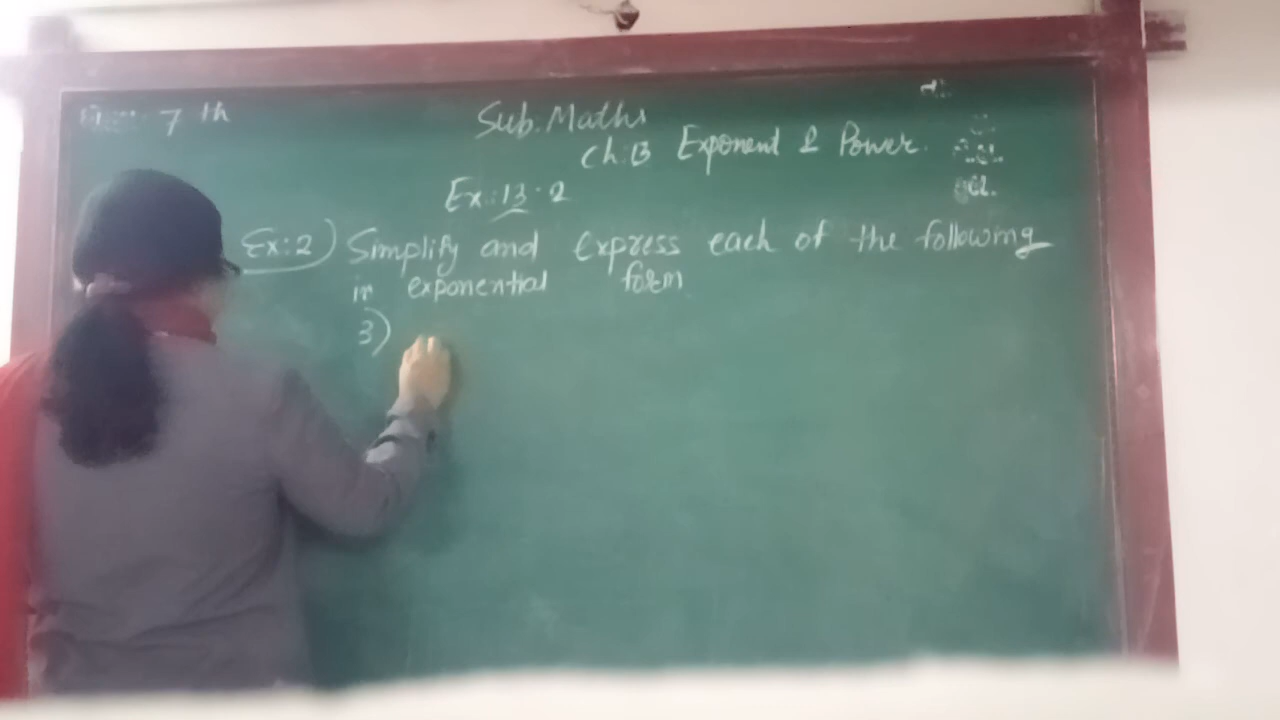 7 th
Sub: Maths
Ch: 13 Exponent & Power.
Ex: 13.2
Ex: 2) Simplify and express each of the following
in exponential form
3)